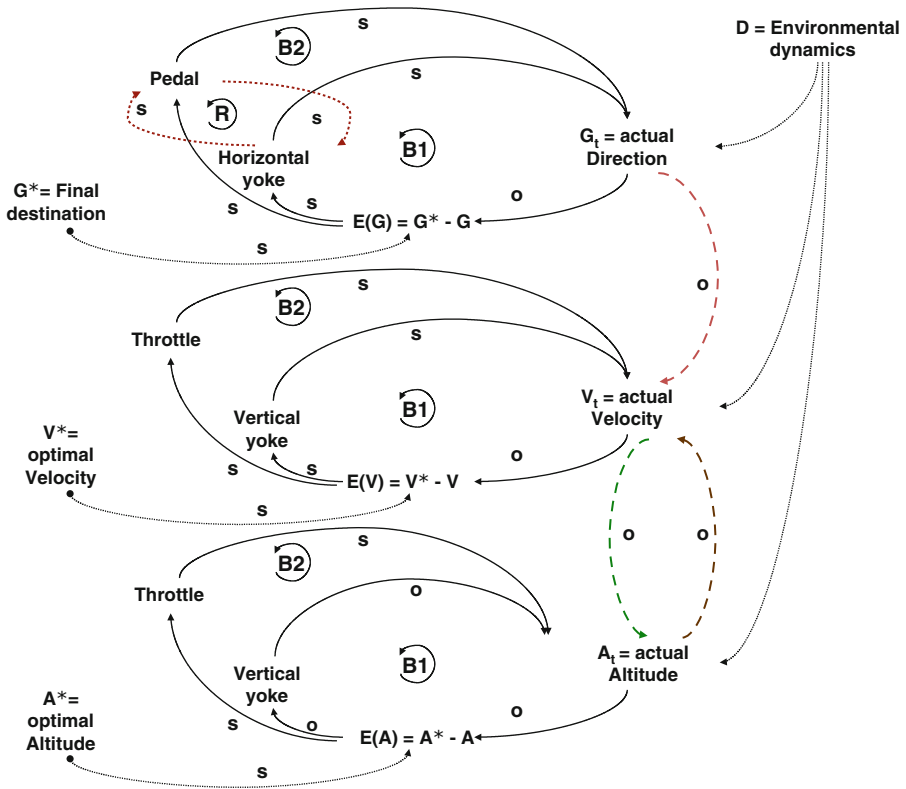 s
B2
D = Environmental
dynamics
Pedal
s
s
R
s
B1
Gt = actual
Direction
Horizontal
yoke
G*= Final
destination
s
s
o
E(G) = G* - G
s
o
s
B2
Throttle
s
Vt = actual
Velocity
B1
Vertical
yoke
V*=
optimal
Velocity
s
s
o
E(V) = V* - V
s
o
o
s
B2
Throttle
o
At = actual
Altitude
B1
Vertical
yoke
A*=
optimal
Altitude
s
o
o
E(A) = A* - A
s